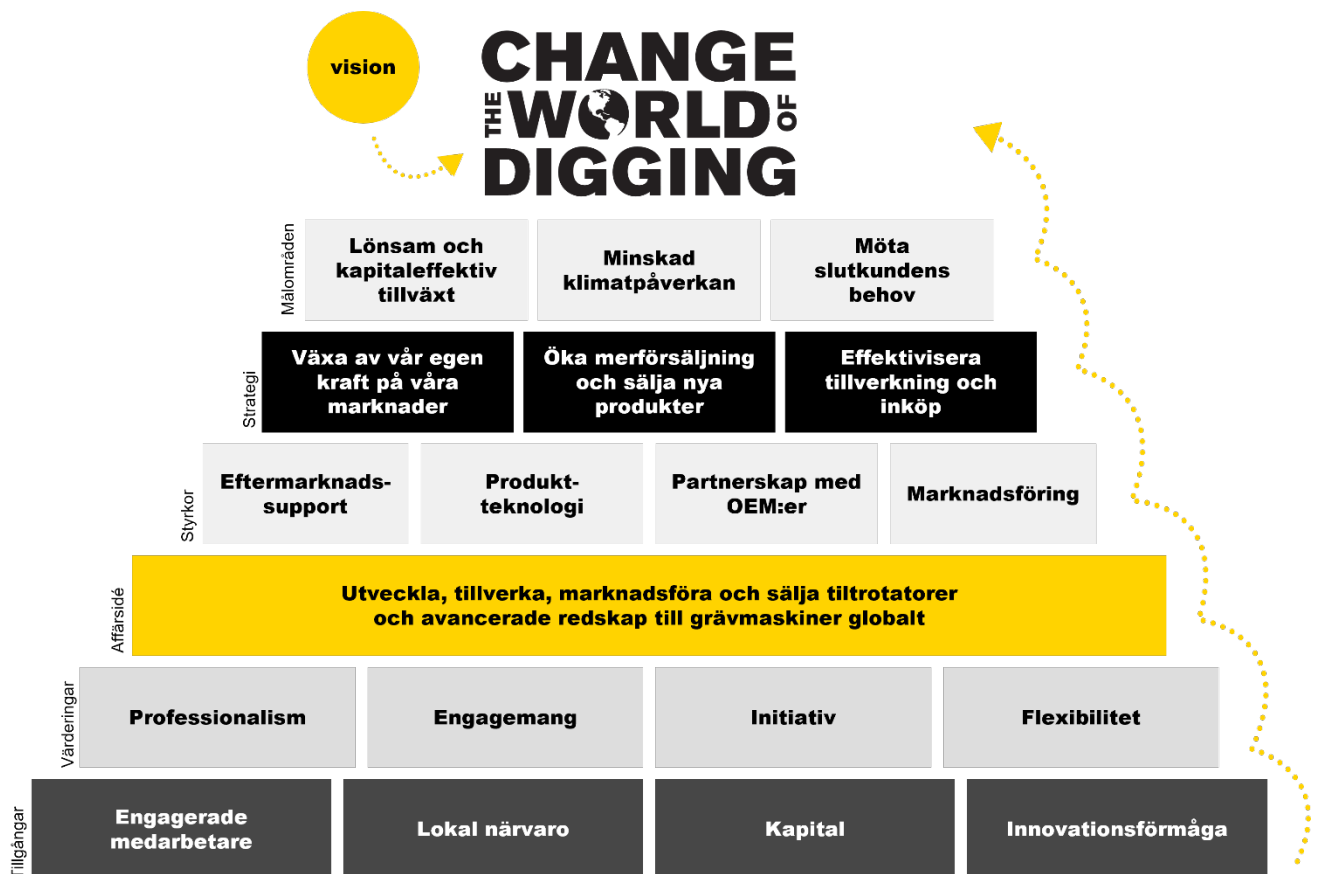 vision
CHANGE
THE WORLD OF
DIGGING
Målområden
Lönsam och
kapitaleffektiv
tillväxt
Minskad
klimatpåverkan
Möta
slutkundens
behov
Strategi
Växa av vår egen
kraft på våra
marknader
Öka merförsäljning
och sälja nya
produkter
Effektivisera
tillverkning och
inköp
Styrkor
Eftermarknads-
support
Produkt-
teknologi
Partnerskap med
OEM:er
Marknadsföring
Affärsidé
Utveckla, tillverka, marknadsföra och sälja tiltrotatorer
och avancerade redskap till grävmaskiner globalt
Värderingar
Professionalism
Engagemang
Initiativ
Flexibilitet
Tillgångar
Engagerade
medarbetare
Lokal närvaro
Kapital
Innovationsförmåga